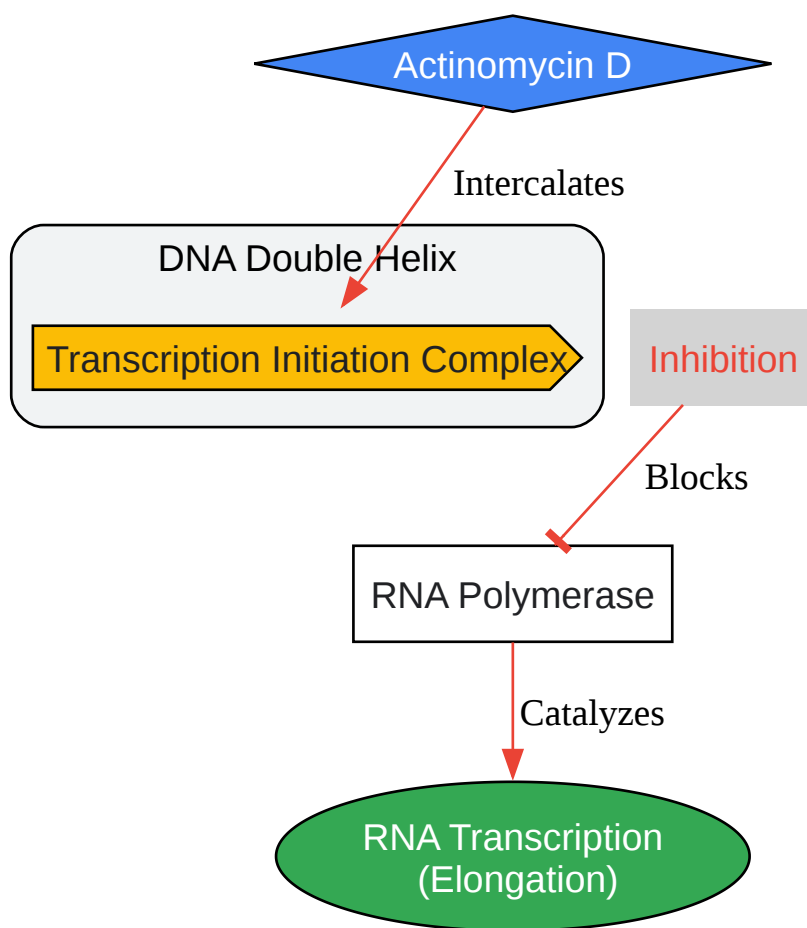 Actinomycin D
Intercalates
DNA Double Helix
Transcription Initiation Complex
Inhibition
Blocks
RNA Polymerase
Catalyzes
RNA Transcription
(Elongation)